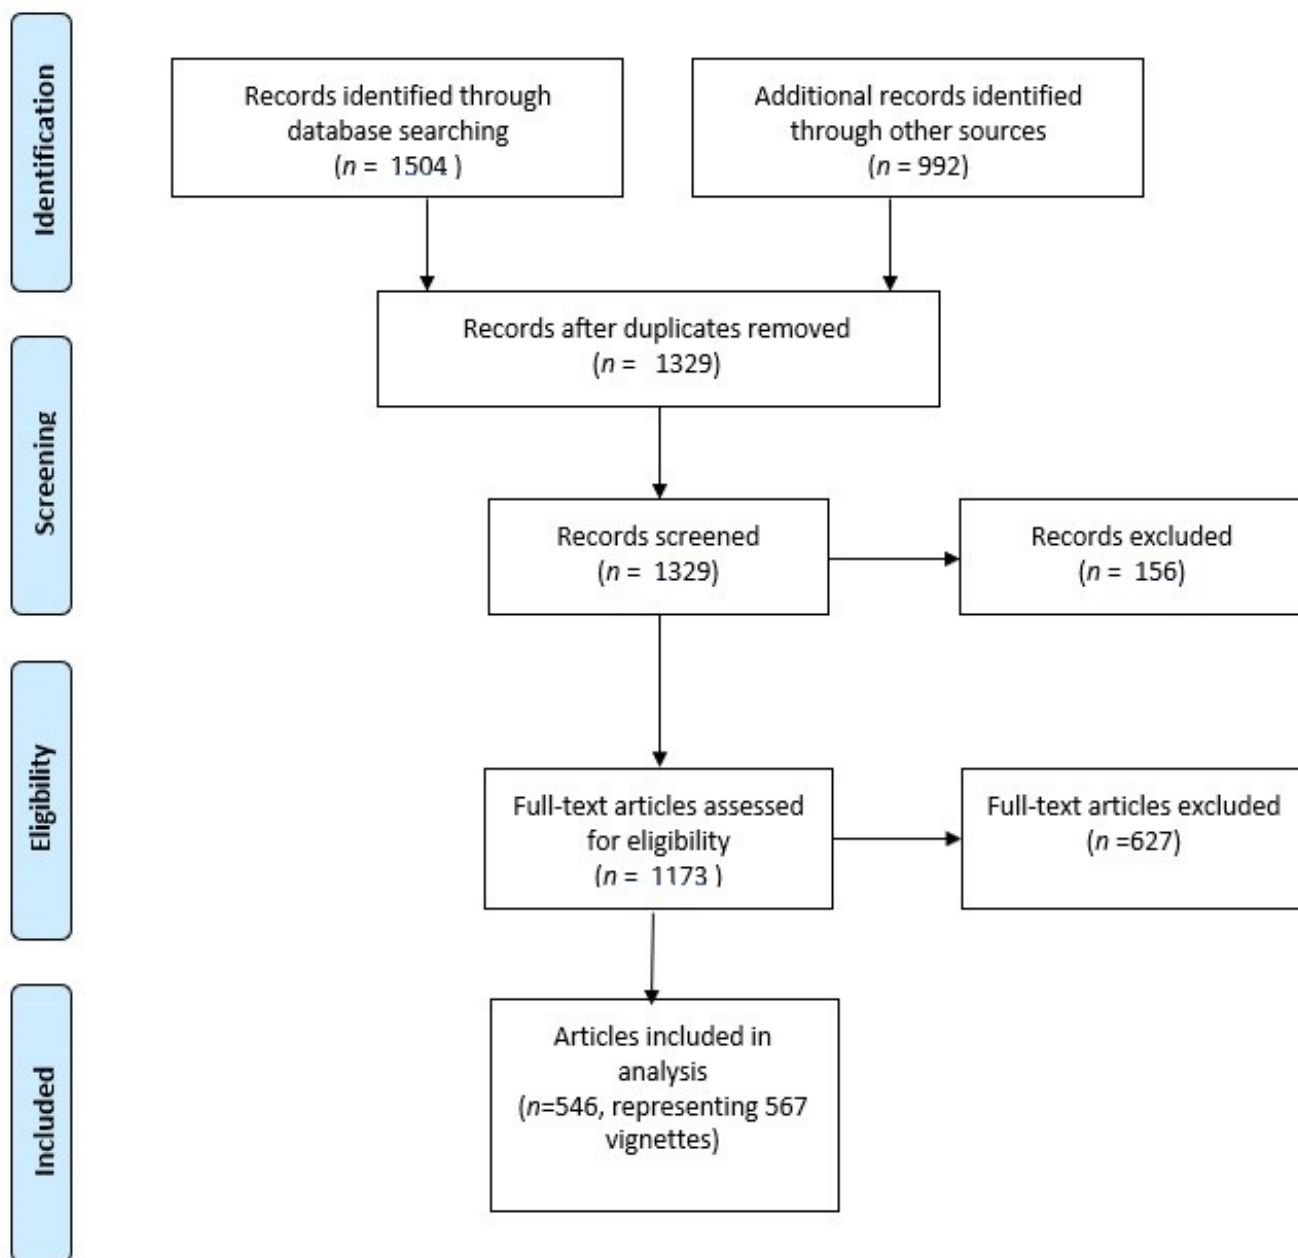 Identification
Records identified through
database searching
(n = 1504 )
Additional records identified
through other sources
(n = 992)
Records after duplicates removed
(n = 1329)
Screening
Records screened
(n = 1329)
Records excluded
(n = 156)
Eligibility
Full-text articles assessed
for eligibility
(n = 1173 )
Full-text articles excluded
(n =627)
Included
Articles included in
analysis
(n=546, representing 567
vignettes)